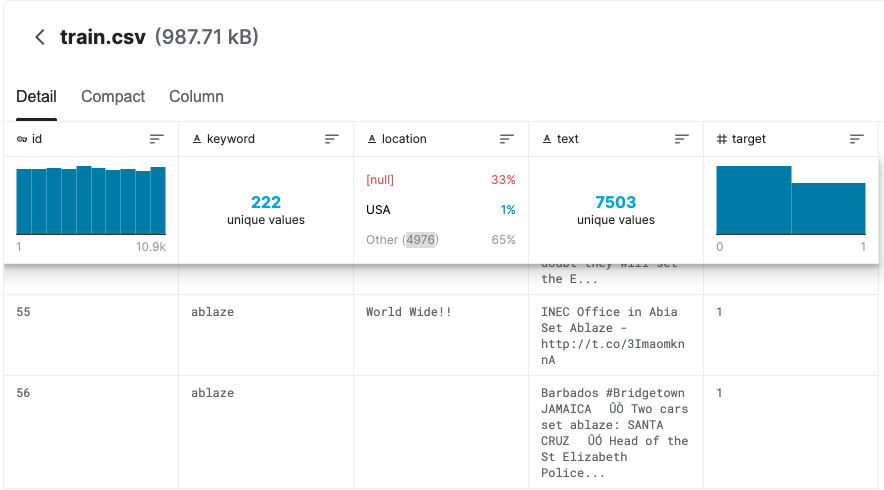 train.csv (987.71 kB)
Detail Compact Column
id keyword location text target
[null] 33%
222 USA 1% 7503
unique values unique values
Other (4976) 65%
1 10.9k 0 1
doubt they will set
the E...
55 ablaze World Wide!! INEC Office in Abia 1
Set Ablaze -
http://t.co/3Imaomkn
nA
56 ablaze Barbados #Bridgetown 1
JAMAICA ÛÒ Two cars
set ablaze: SANTA
CRUZ ÛÓ Head of the
St Elizabeth
Police...